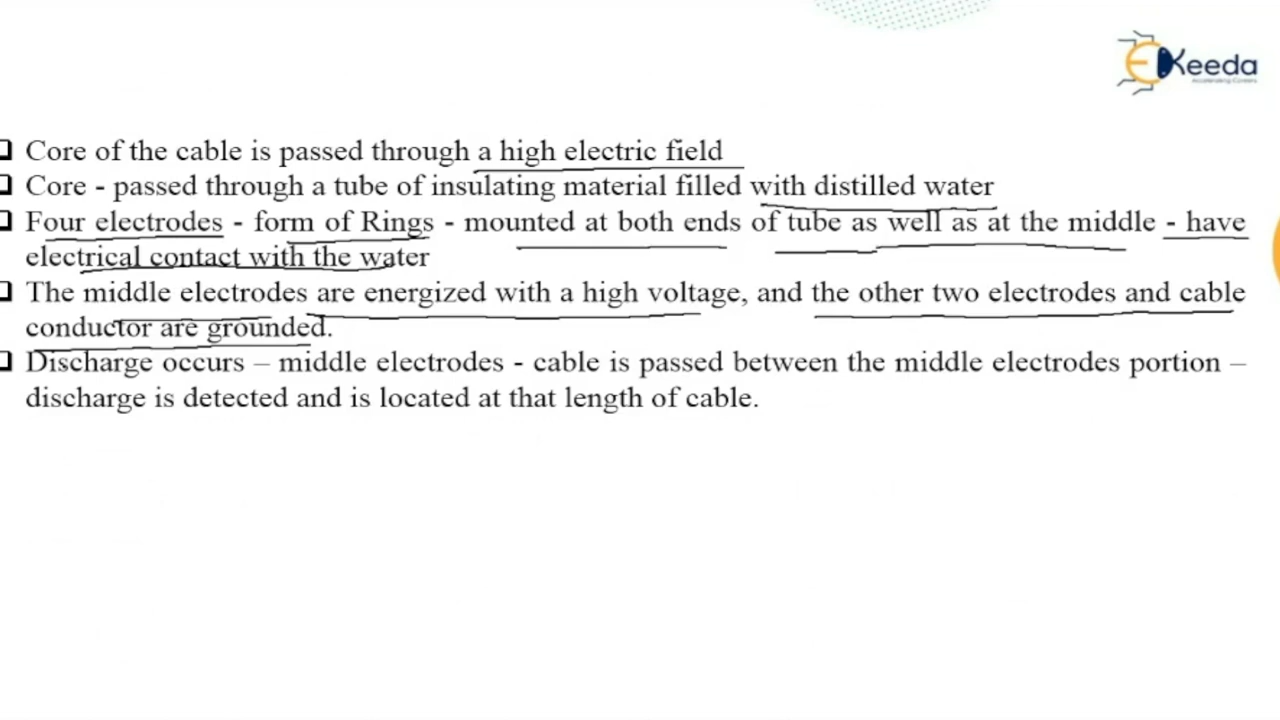 Keeda
Core of the cable is passed through a high electric field
Core - passed through a tube of insulating material filled with distilled water
Four electrodes - form of Rings - mounted at both ends of tube as well as at the middle - have
electrical contact with the water
The middle electrodes are energized with a high voltage, and the other two electrodes and cable
conductor are grounded.
Discharge occurs – middle electrodes - cable is passed between the middle electrodes portion –
discharge is detected and is located at that length of cable.